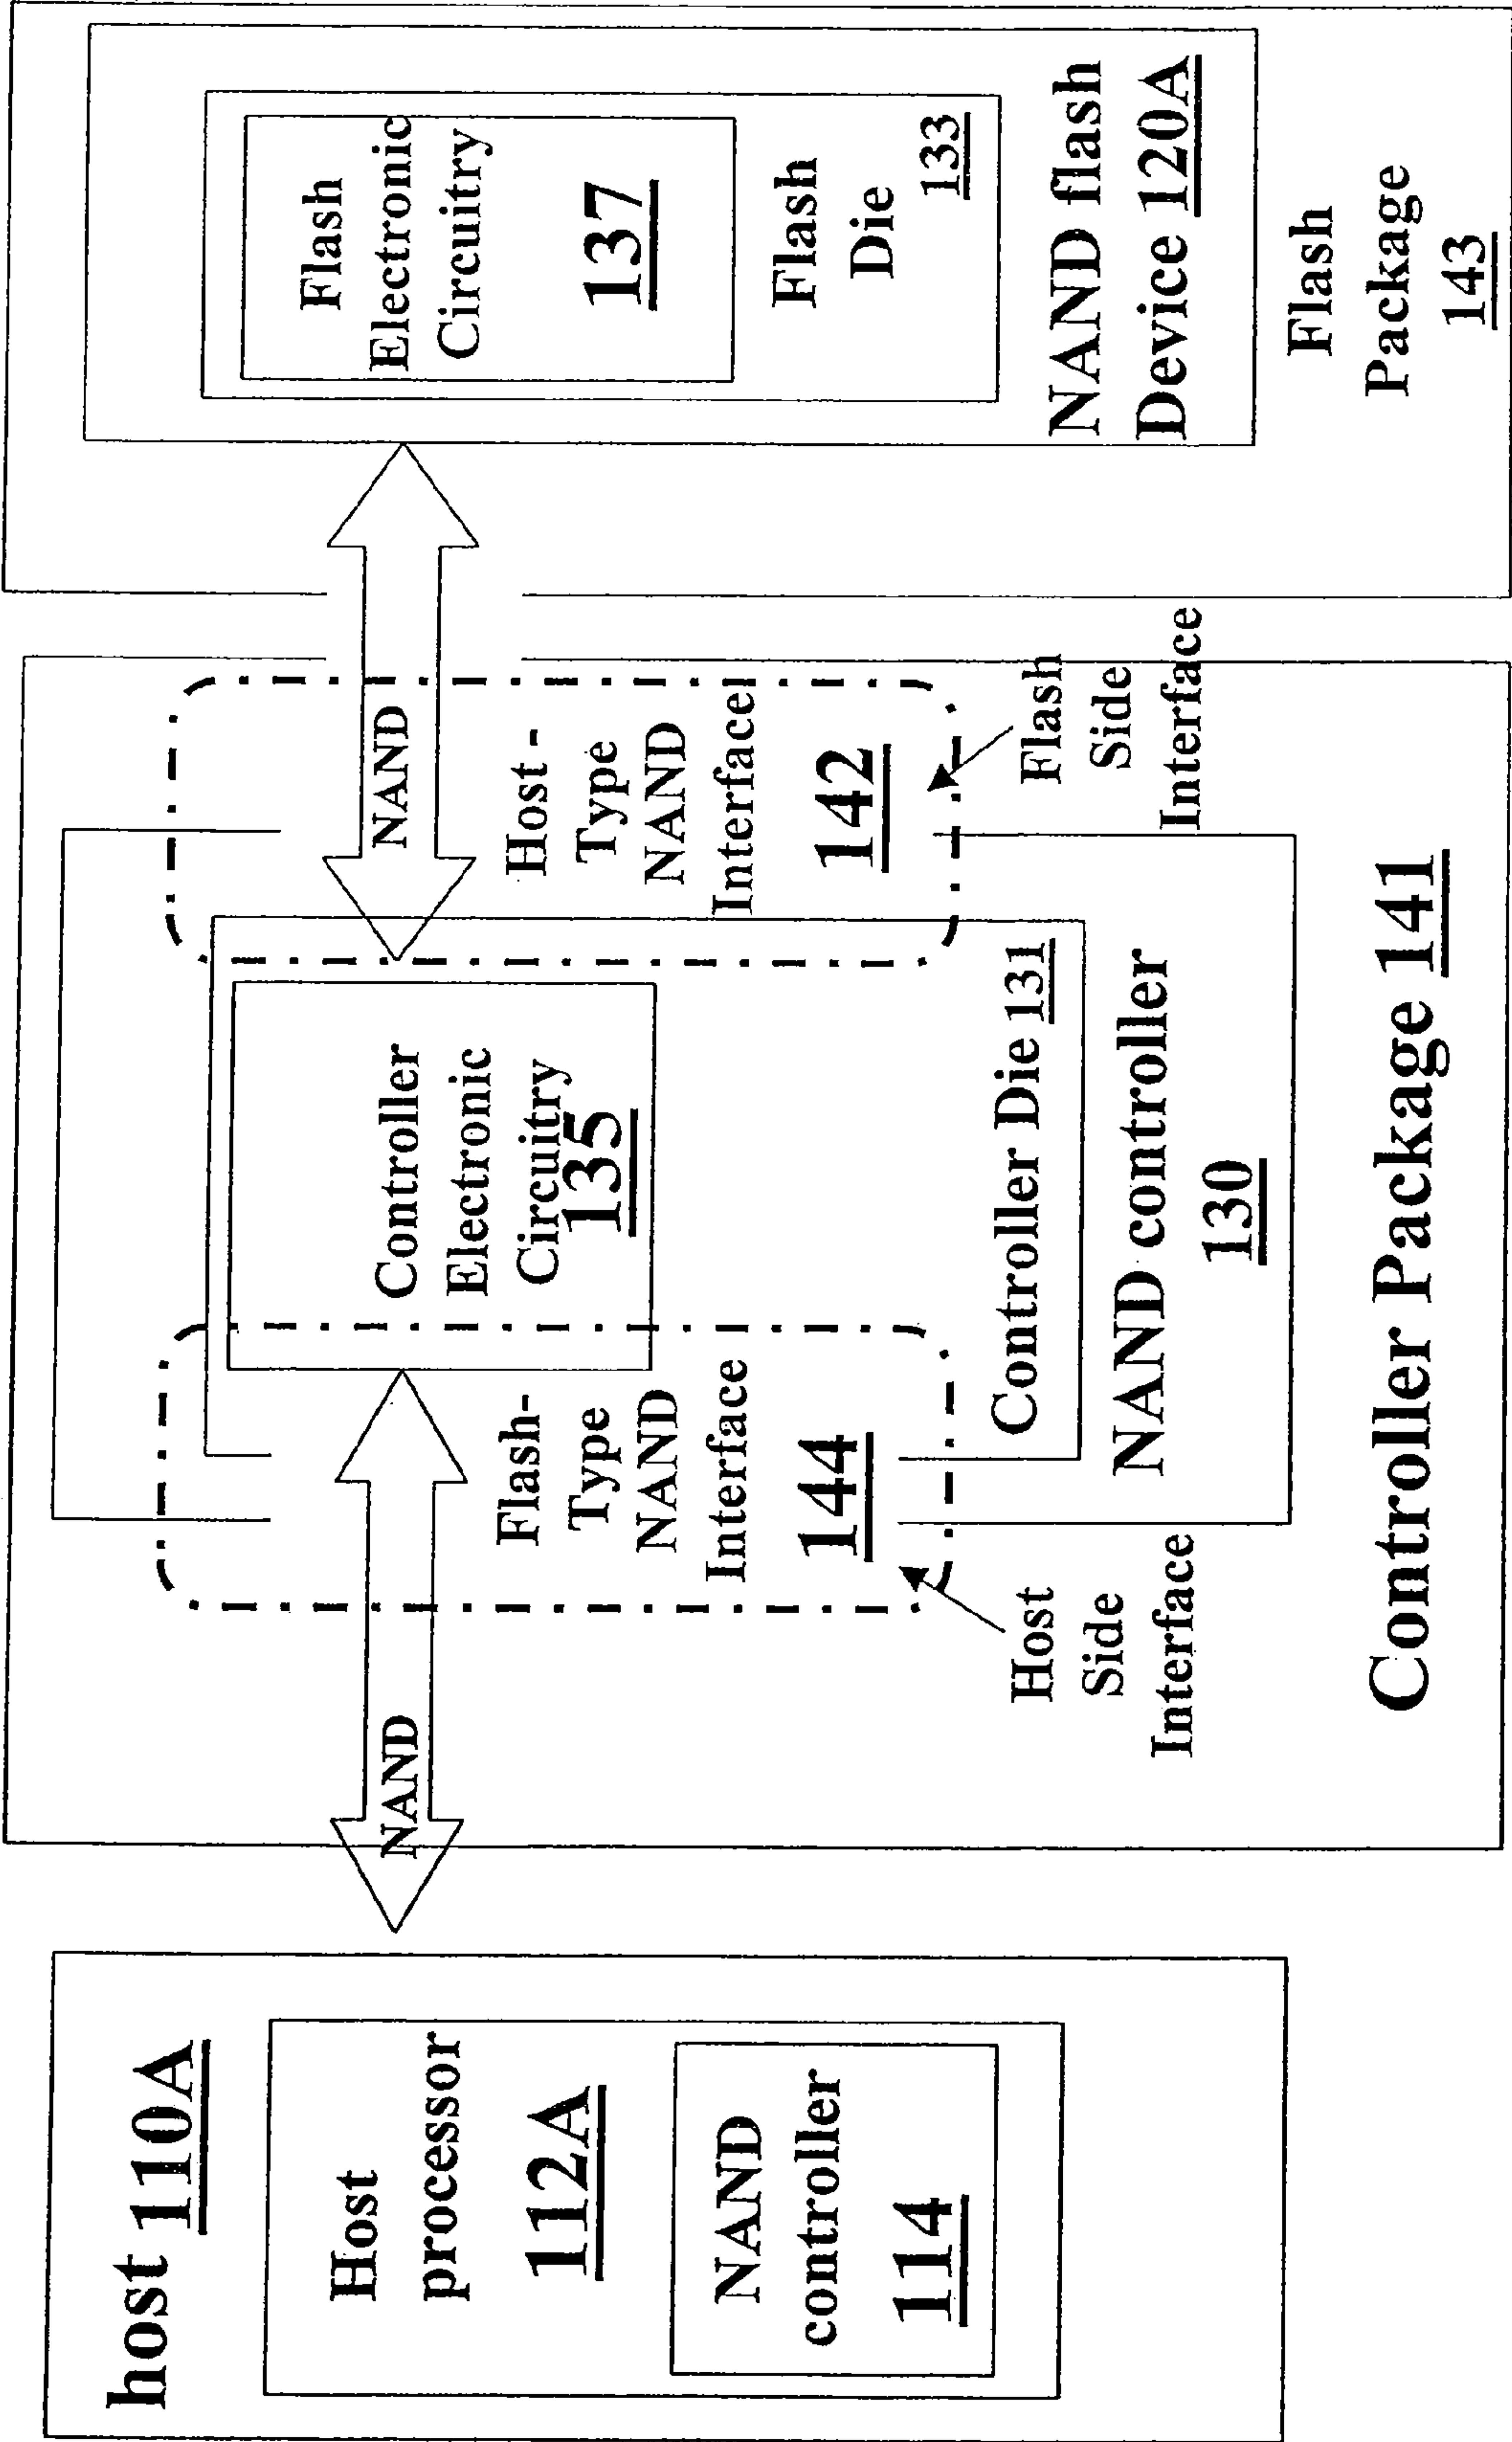 host 110A
Host
processor
112A
NAND
controller
114
NAND
Flash-
Type
NAND
Interface
144
Host
Side
Interface
Controller
Electronic
Circuitry
135
Controller Die 131
NAND controller
130
Controller Package 141
NAND
Host -
Type
NAND
Interface
142
Flash
Side
Interface
Flash
Electronic
Circuitry
137
Flash
Die
133
NAND flash
Device 120A
Flash
Package
143